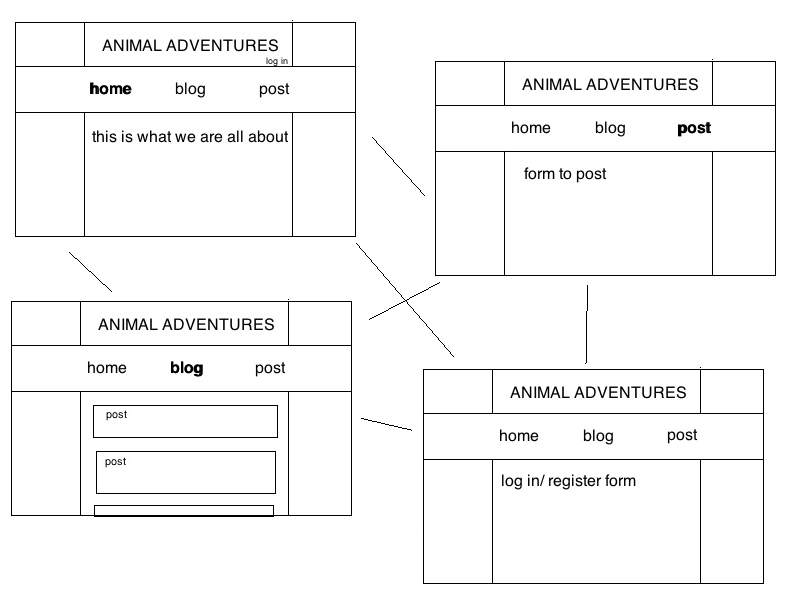 ANIMAL ADVENTURES
log in
home blog post
this is what we are all about
ANIMAL ADVENTURES
home blog post
form to post
ANIMAL ADVENTURES
home blog post
post
post
ANIMAL ADVENTURES
home blog post
log in/ register form